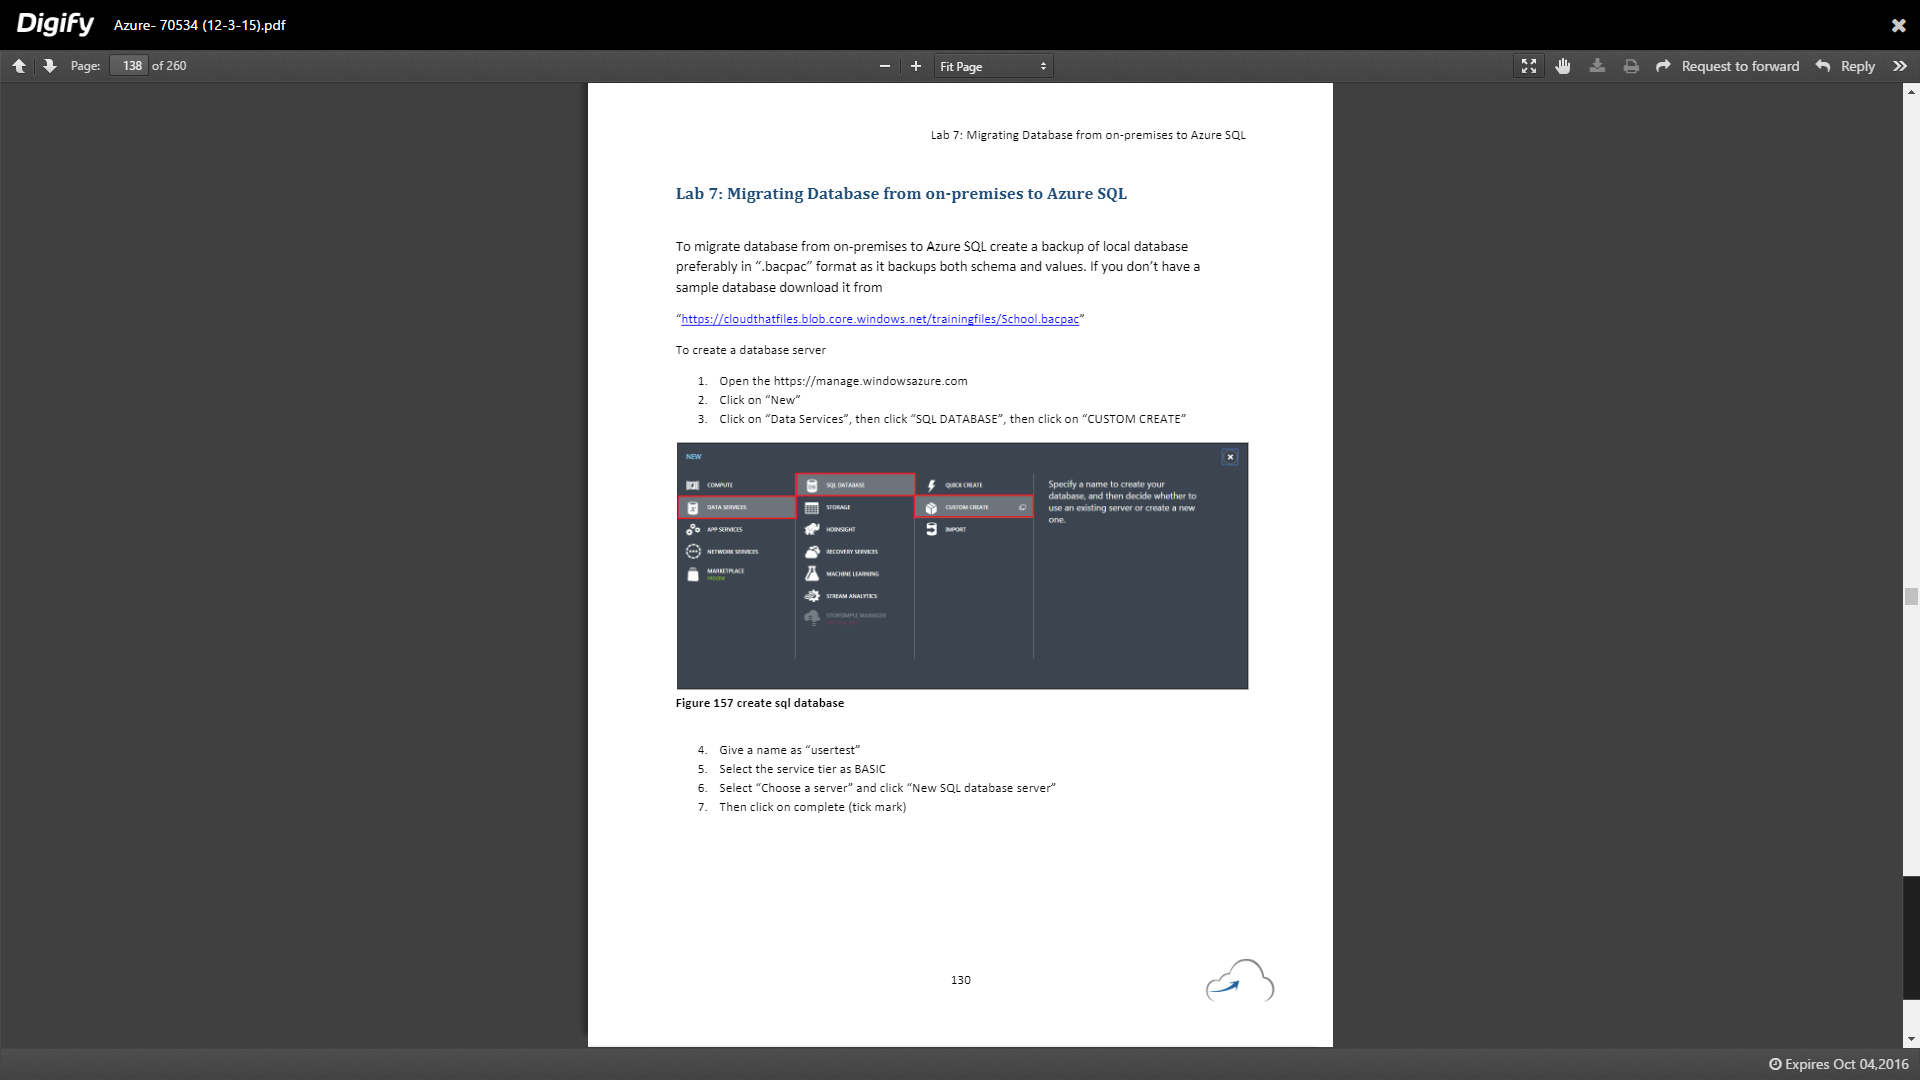 Digify Azure- 70534 (12-3-15).pdf
Page: 138 of 260 Fit Page Request to forward Reply
Lab 7: Migrating Database from on-premises to Azure SQL
Lab 7: Migrating Database from on-premises to Azure SQL
To migrate database from on-premises to Azure SQL create a backup of local database
preferably in “.bacpac” format as it backups both schema and values. If you don’t have a
sample database download it from
“https://cloudthatfiles.blob.core.windows.net/trainingfiles/School.bacpac”
To create a database server
1. Open the https://manage.windowsazure.com
2. Click on “New”
3. Click on “Data Services”, then click “SQL DATABASE”, then click on “CUSTOM CREATE”
NEW
COMPUTE
DATA SERVICES
APP SERVICES
NETWORK SERVICES
MARKETPLACE
PREVIEW
SQL DATABASE
STORAGE
HDINSIGHT
RECOVERY SERVICES
MACHINE LEARNING
STREAM ANALYTICS
STORSIMPLE MANAGER
QUICK CREATE
CUSTOM CREATE
IMPORT
Specify a name to create your
database, and then decide whether to
use an existing server or create a new
one.
Figure 157 create sql database
4. Give a name as “usertest”
5. Select the service tier as BASIC
6. Select “Choose a server” and click “New SQL database server”
7. Then click on complete (tick mark)
130
Expires Oct 04,2016